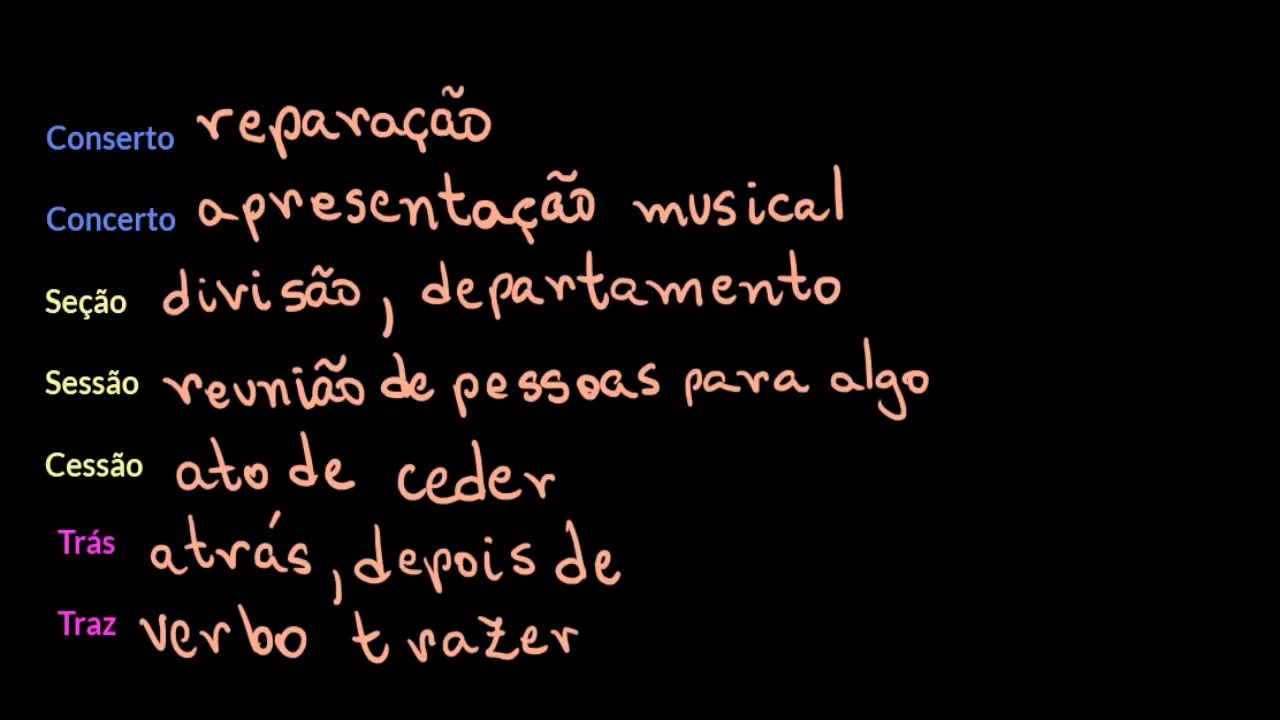 Conserto reparação
Concerto apresentação musical
Seção divisão, departamento
Sessão reunião de pessoas para algo
Cessão ato de ceder
Trás atrás, depois de
Traz verbo trazer